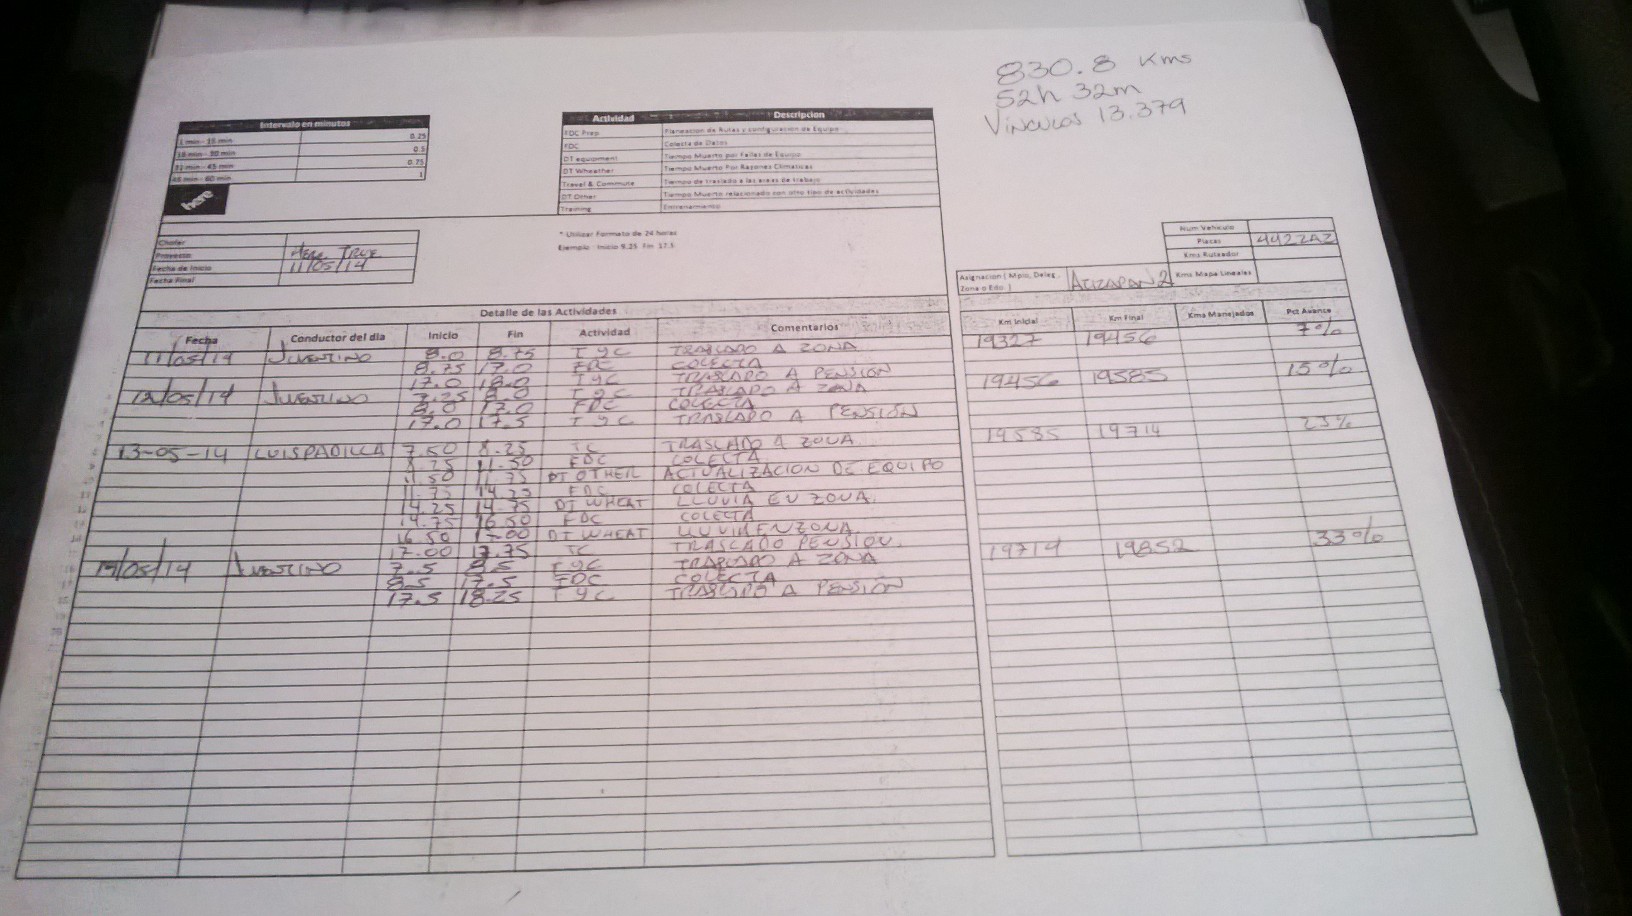 830.8 Kms
52h 32m
Vinculos 13.379
Intervalo en minutos
1 min - 15 min 0.25
16 min - 30 min 0.5
31 min - 45 min 0.75
46 min - 60 min 1
here
Actividad Descripcion
FDC Prep Planeacion de Rutas y configuracion de Equipo
FDC Colecta de Datos
DT equipment Tiempo Muerto por Fallas de Equipo
DT Wheather Tiempo Muerto Por Razones Climaticas
Travel & Commute Tiempo de traslado a las areas de trabajo
DT Other Tiempo Muerto relacionado con otro tipo de actividades
Training Entrenamiento
* Utilizar Formato de 24 horas
Ejemplo : Inicio 9.25 Fin 17.5
Chofer
Proyecto HERE TRUE
Fecha de Inicio 11/05/14
Fecha Final
Num Vehiculo
Placas 442ZAZ
Kms Ruteador
Asignacion ( Mpio, Deleg, Zona o Edo. ) ATIZAPAN 2 Kms Mapa Lineales
Detalle de las Actividades
Fecha Conductor del dia Inicio Fin Actividad Comentarios Km Inicial Km Final Kms Manejados Pct Avance
11/05/14 JUVENTINO 8.0 8.75 T y C TRASLADO A ZONA 19327 19456 7%
8.75 17.0 FDC COLECTA
17.0 18.0 T y C TRASLADO A PENSION
12/05/14 JUVENTINO 7.25 8.0 T y C TRASLADO A ZONA 19456 19585 15%
8.0 17.0 FDC COLECTA
17.0 17.5 T y C TRASLADO A PENSIÓN
13-05-14 LUIS PADILLA 7.50 8.25 TC TRASLADO A ZONA 19585 19714 23%
8.25 11.50 FDC COLECTA
11.50 11.75 DT OTHER ACTUALIZACION DE EQUIPO
11.75 14.25 FDC COLECTA
14.25 14.75 DT WHEAT LLUVIA EN ZONA.
14.75 16.50 FDC COLECTA
16.50 17.00 DT WHEAT LLUVIA EN ZONA
17.00 17.75 TC TRASLADO PENSION.
14/05/14 JUVENTINO 7.5 8.5 T y C TRASLADO A ZONA 19714 19852 33%
8.5 17.5 FDC COLECTA
17.5 18.25 T y C TRASLADO A PENSIÓN